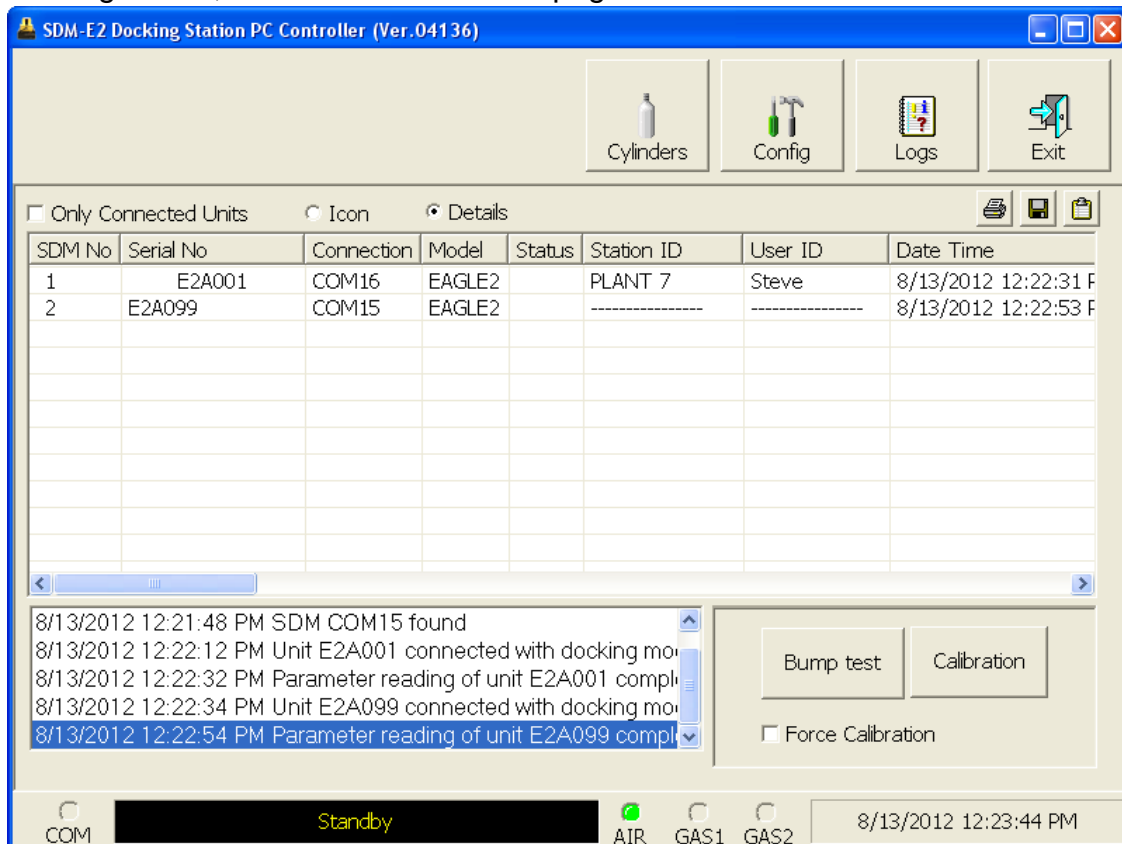 SDM-E2 Docking Station PC Controller (Ver.04136)
Cylinders Config Logs Exit
Only Connected Units Icon Details
SDM No Serial No Connection Model Status Station ID User ID Date Time
1 E2A001 COM16 EAGLE2 PLANT 7 Steve 8/13/2012 12:22:31 P
2 E2A099 COM15 EAGLE2 ---------------- ---------------- 8/13/2012 12:22:53 P
8/13/2012 12:21:48 PM SDM COM15 found
8/13/2012 12:22:12 PM Unit E2A001 connected with docking mo
8/13/2012 12:22:32 PM Parameter reading of unit E2A001 compl
8/13/2012 12:22:34 PM Unit E2A099 connected with docking mo
8/13/2012 12:22:54 PM Parameter reading of unit E2A099 compl
Bump test Calibration
Force Calibration
COM Standby AIR GAS1 GAS2 8/13/2012 12:23:44 PM